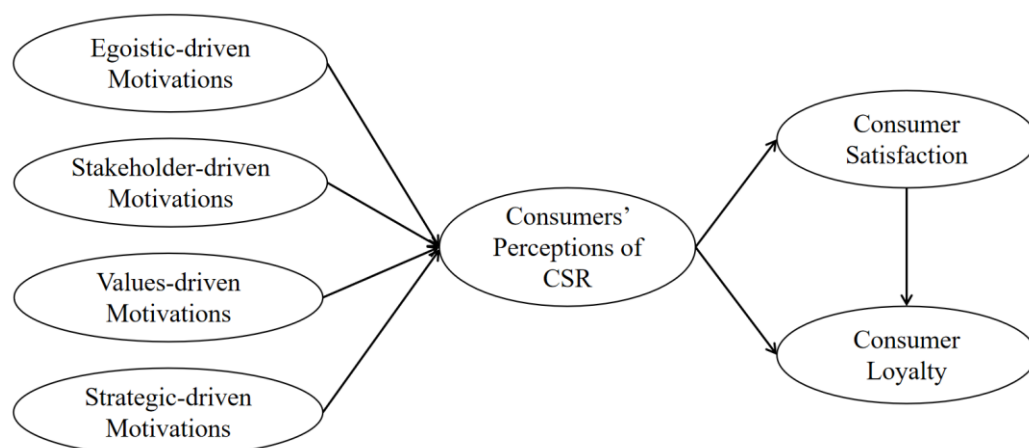 Egoistic-driven
Motivations
Stakeholder-driven
Motivations
Values-driven
Motivations
Strategic-driven
Motivations
Consumers’
Perceptions of
CSR
Consumer
Satisfaction
Consumer
Loyalty